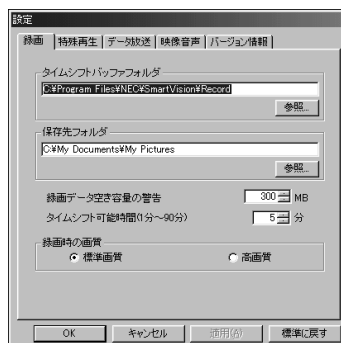 設定
録画 特殊再生 データ放送 映像音声 バージョン情報
タイムシフトバッファフォルダ
C:¥Program Files¥NEC¥SmartVision¥Record
参照...
保存先フォルダ
C:¥My Documents¥My Pictures
参照...
録画データ空き容量の警告 300 MB
タイムシフト可能時間(1分～90分) 5 分
録画時の画質
標準画質 高画質
OK キャンセル 適用(A) 標準に戻す